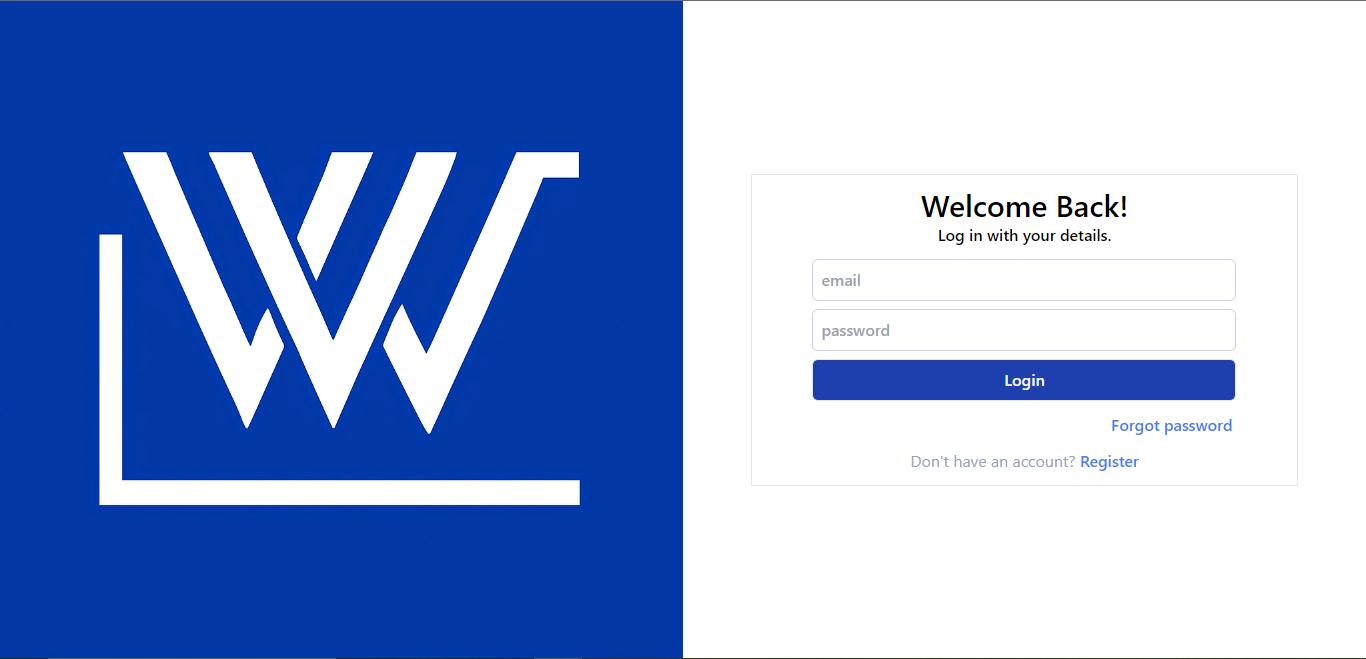 Welcome Back!
Log in with your details.
email
password
Login
Forgot password
Don't have an account? Register